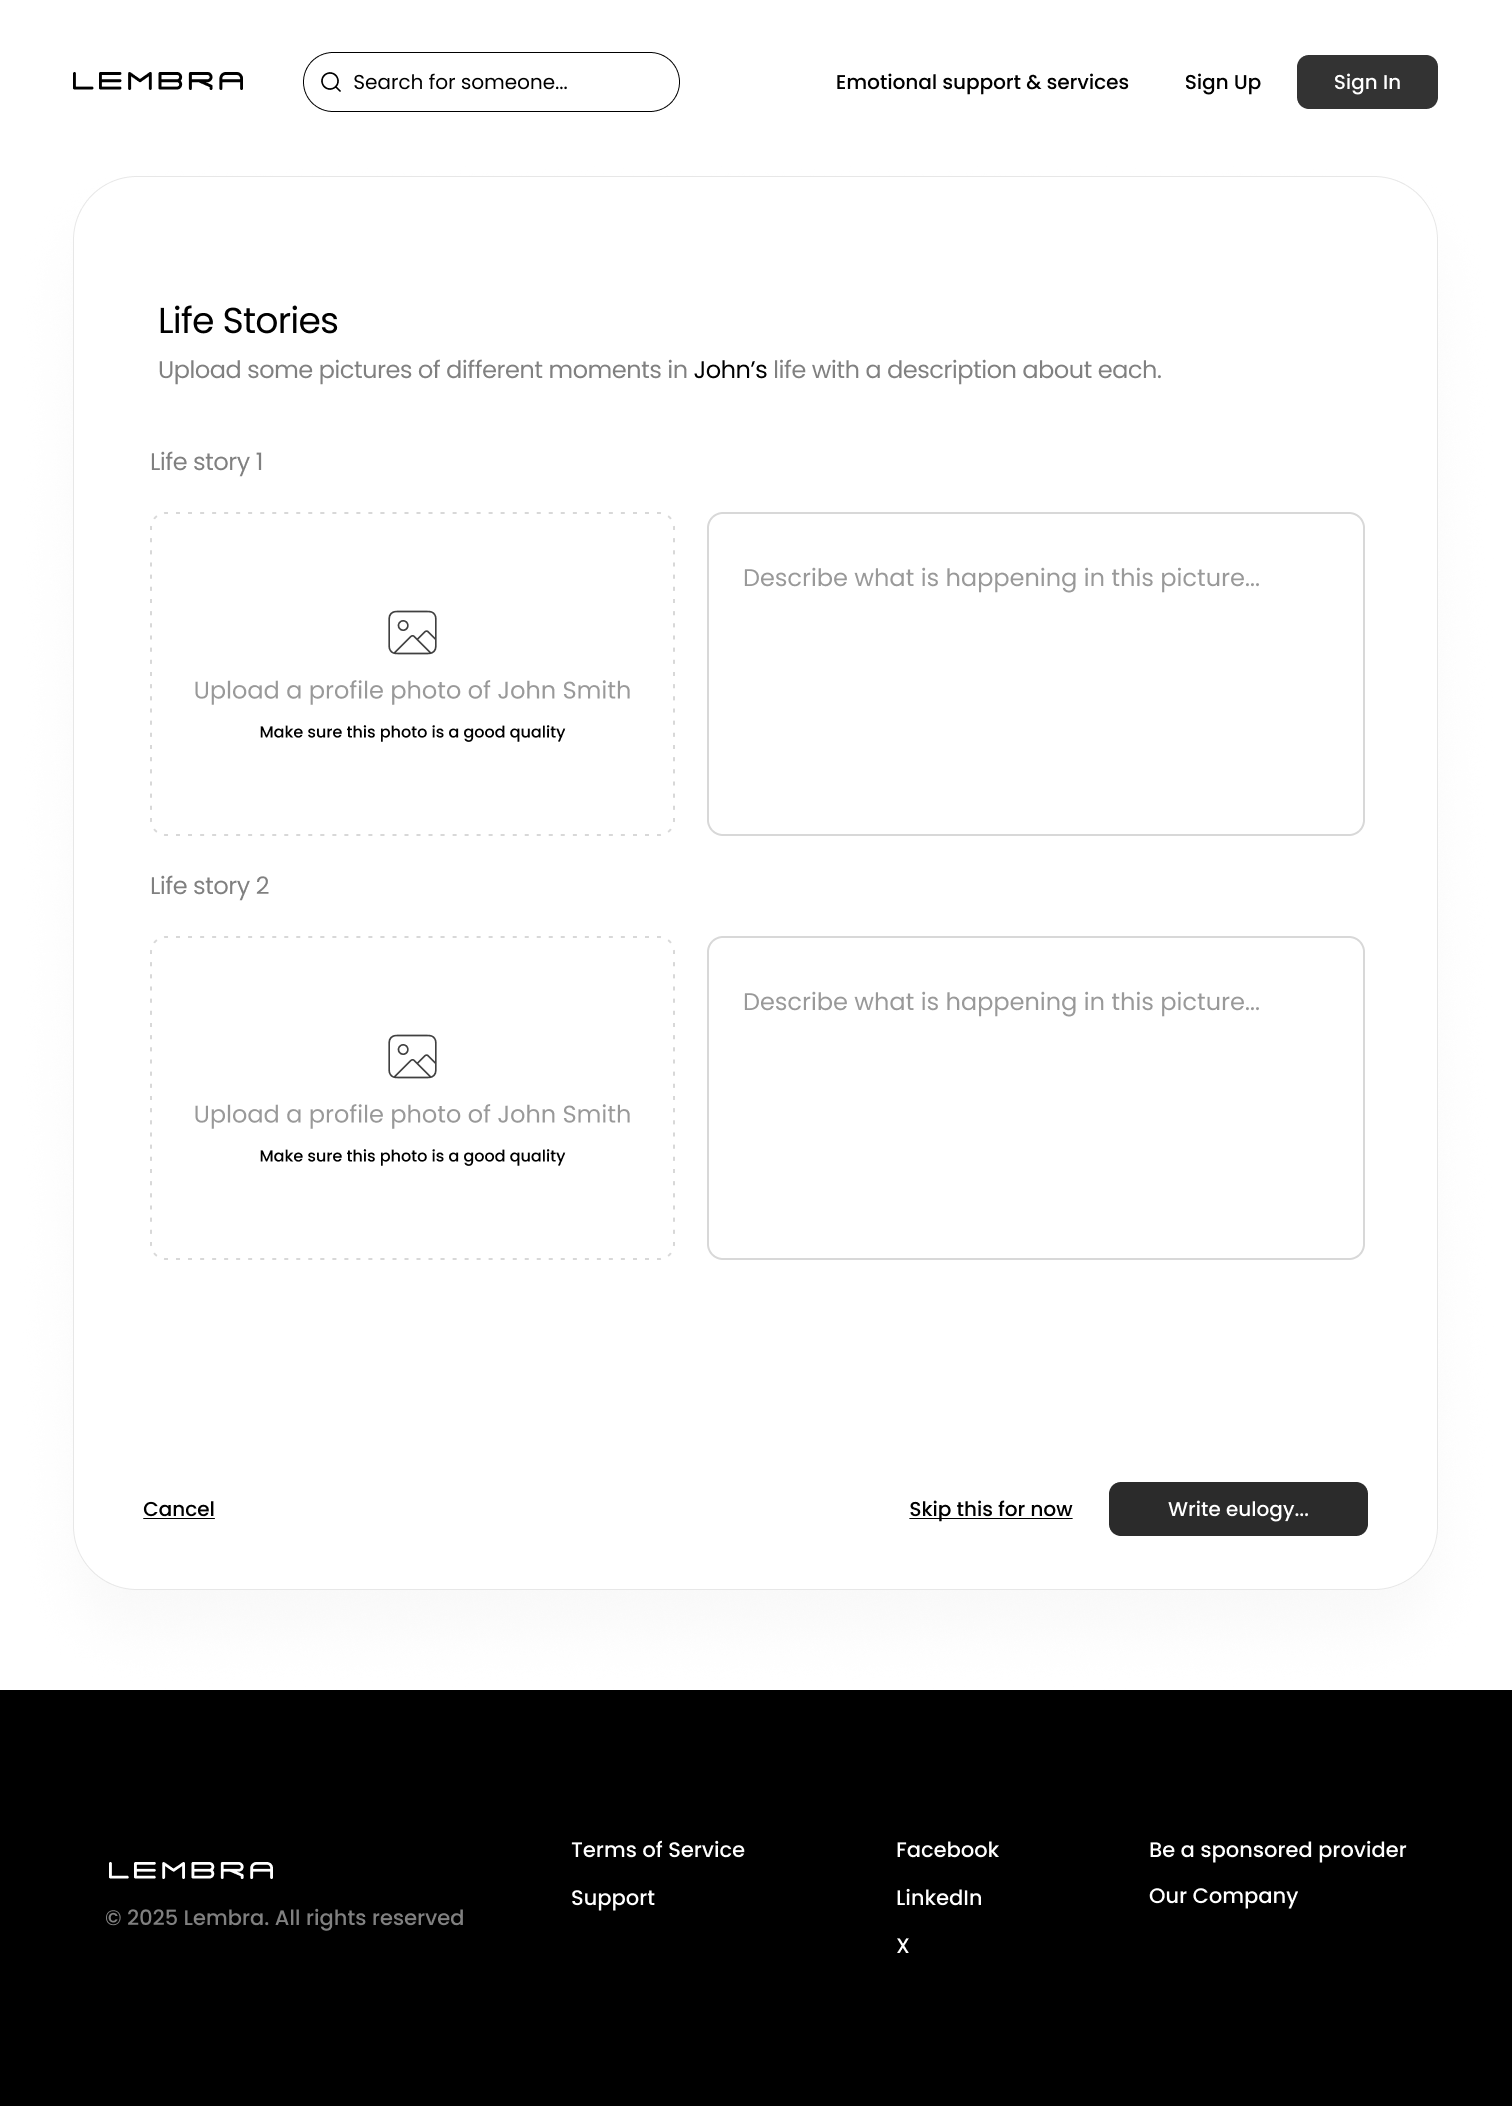 LEMBRA
Search for someone...
Emotional support & services
Sign Up
Sign In
Life Stories
Upload some pictures of different moments in John’s life with a description about each.
Life story 1
Upload a profile photo of John Smith
Make sure this photo is a good quality
Describe what is happening in this picture...
Life story 2
Upload a profile photo of John Smith
Make sure this photo is a good quality
Describe what is happening in this picture...
Cancel
Skip this for now
Write eulogy...
LEMBRA
© 2025 Lembra. All rights reserved
Terms of Service
Support
Facebook
LinkedIn
X
Be a sponsored provider
Our Company